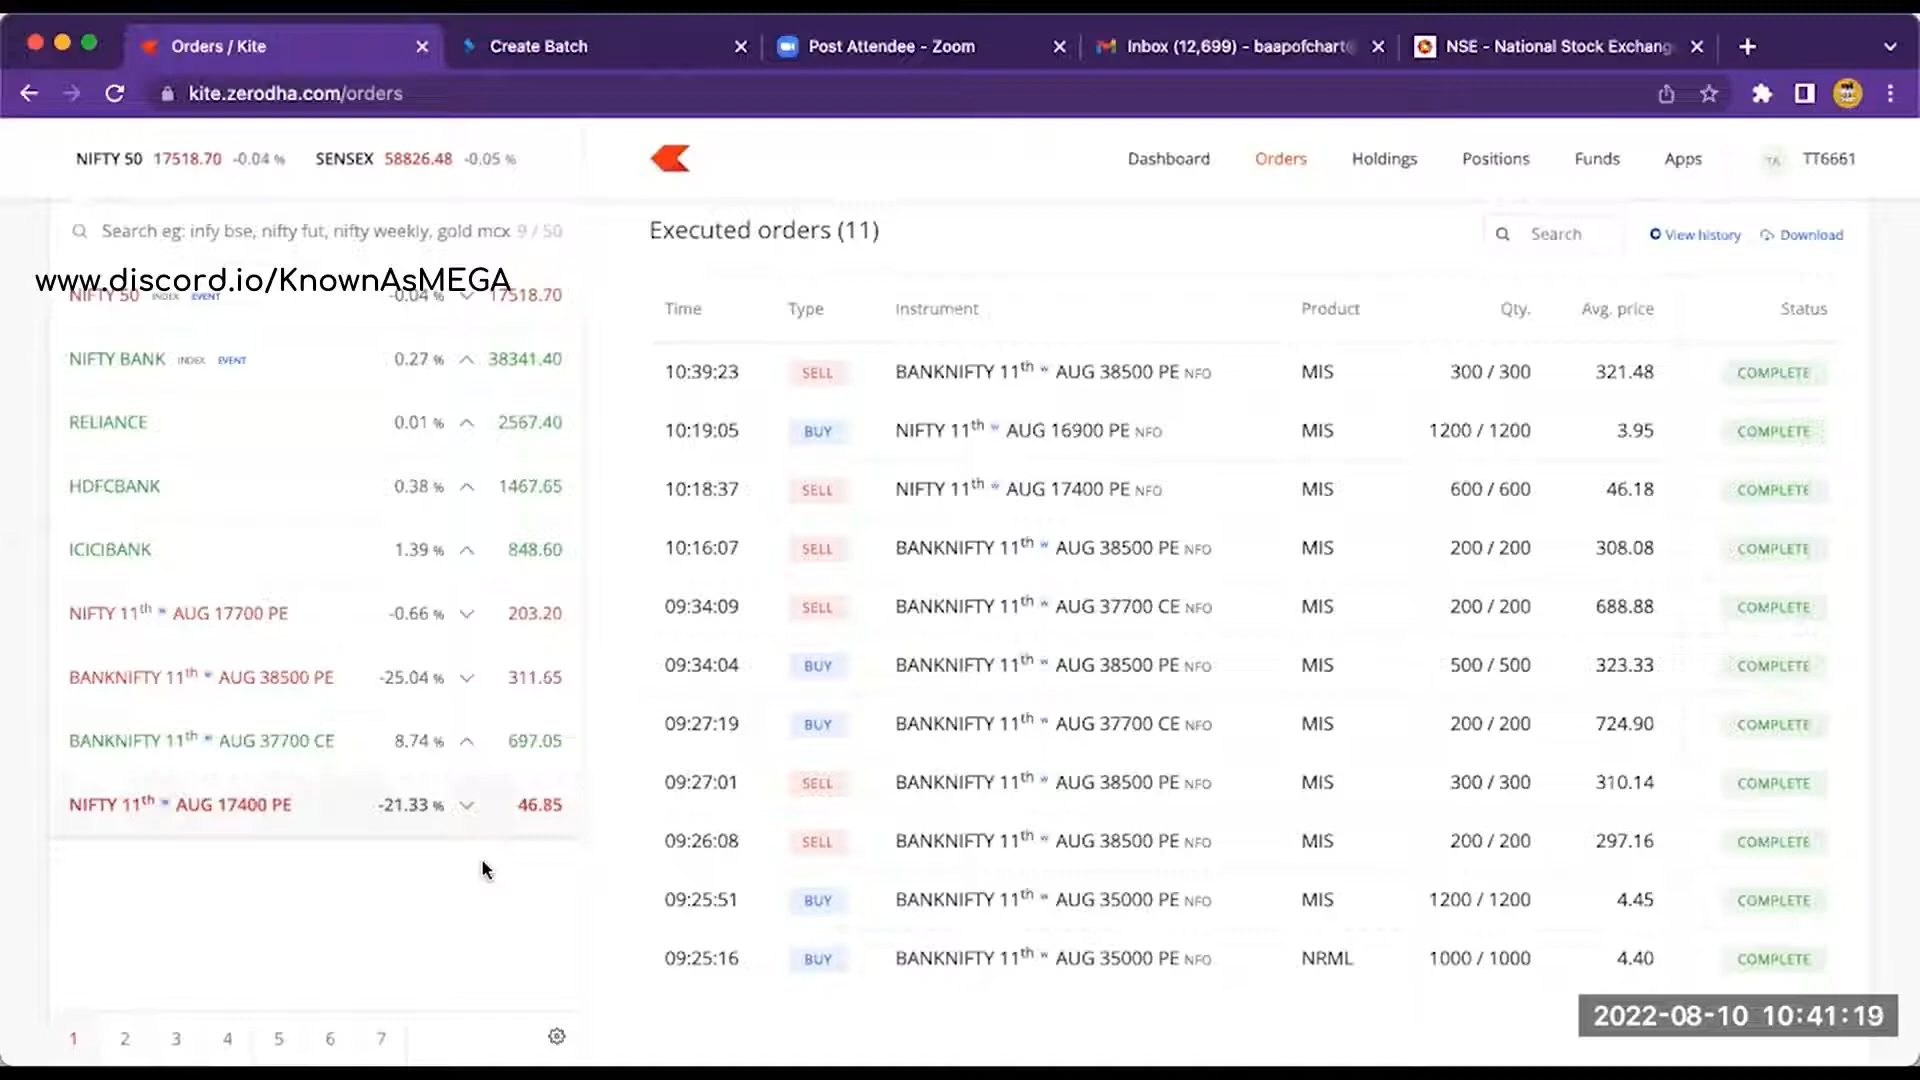 Orders / Kite
Create Batch
Post Attendee - Zoom
Inbox (12,699) - baapofchart
NSE - National Stock Exchang
kite.zerodha.com/orders
NIFTY 50 17518.70 -0.04 % SENSEX 58826.48 -0.05 %
Dashboard Orders Holdings Positions Funds Apps TA TT6661
Search eg: infy bse, nifty fut, nifty weekly, gold mcx 9 / 50
www.discord.io/KnownAsMEGA
NIFTY 50 INDEX EVENT -0.04 % 17518.70
NIFTY BANK INDEX EVENT 0.27 % 38341.40
RELIANCE 0.01 % 2567.40
HDFCBANK 0.38 % 1467.65
ICICIBANK 1.39 % 848.60
NIFTY 11th w AUG 17700 PE -0.66 % 203.20
BANKNIFTY 11th w AUG 38500 PE -25.04 % 311.65
BANKNIFTY 11th w AUG 37700 CE 8.74 % 697.05
NIFTY 11th w AUG 17400 PE -21.33 % 46.85
1 2 3 4 5 6 7
Executed orders (11) Search View history Download
Time Type Instrument Product Qty. Avg. price Status
10:39:23 SELL BANKNIFTY 11th w AUG 38500 PE NFO MIS 300 / 300 321.48 COMPLETE
10:19:05 BUY NIFTY 11th w AUG 16900 PE NFO MIS 1200 / 1200 3.95 COMPLETE
10:18:37 SELL NIFTY 11th w AUG 17400 PE NFO MIS 600 / 600 46.18 COMPLETE
10:16:07 SELL BANKNIFTY 11th w AUG 38500 PE NFO MIS 200 / 200 308.08 COMPLETE
09:34:09 SELL BANKNIFTY 11th w AUG 37700 CE NFO MIS 200 / 200 688.88 COMPLETE
09:34:04 BUY BANKNIFTY 11th w AUG 38500 PE NFO MIS 500 / 500 323.33 COMPLETE
09:27:19 BUY BANKNIFTY 11th w AUG 37700 CE NFO MIS 200 / 200 724.90 COMPLETE
09:27:01 SELL BANKNIFTY 11th w AUG 38500 PE NFO MIS 300 / 300 310.14 COMPLETE
09:26:08 SELL BANKNIFTY 11th w AUG 38500 PE NFO MIS 200 / 200 297.16 COMPLETE
09:25:51 BUY BANKNIFTY 11th w AUG 35000 PE NFO MIS 1200 / 1200 4.45 COMPLETE
09:25:16 BUY BANKNIFTY 11th w AUG 35000 PE NFO NRML 1000 / 1000 4.40 COMPLETE
2022-08-10 10:41:19